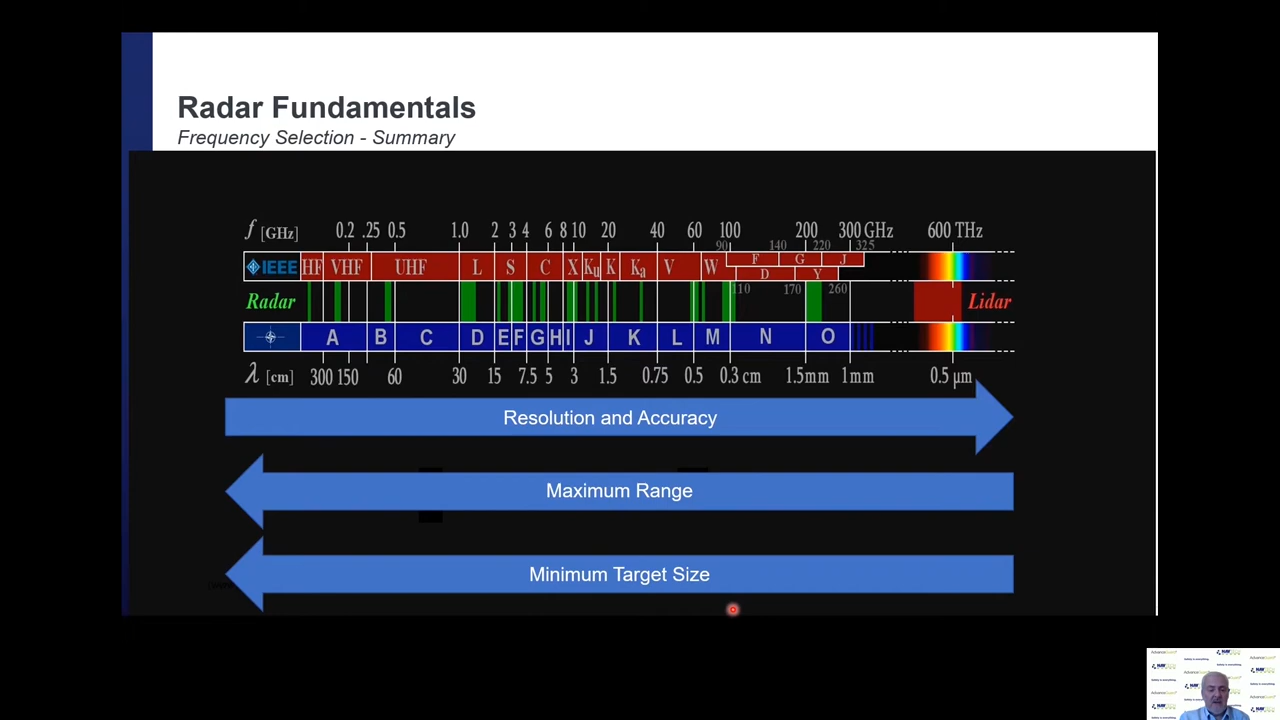 Radar Fundamentals
Frequency Selection - Summary
f [GHz] 0.2 .25 0.5 1.0 2 3 4 6 8 10 20 40 60 100 200 300 GHz 600 THz
90 140 220 325
IEEE HF VHF UHF L S C X Ku K Ka V W F G J
D Y
110 170 260
Radar Lidar
A B C D E F G H I J K L M N O
λ [cm] 300 150 60 30 15 7.5 5 3 1.5 0.75 0.5 0.3 cm 1.5mm 1mm 0.5 µm
Resolution and Accuracy
Maximum Range
Minimum Target Size